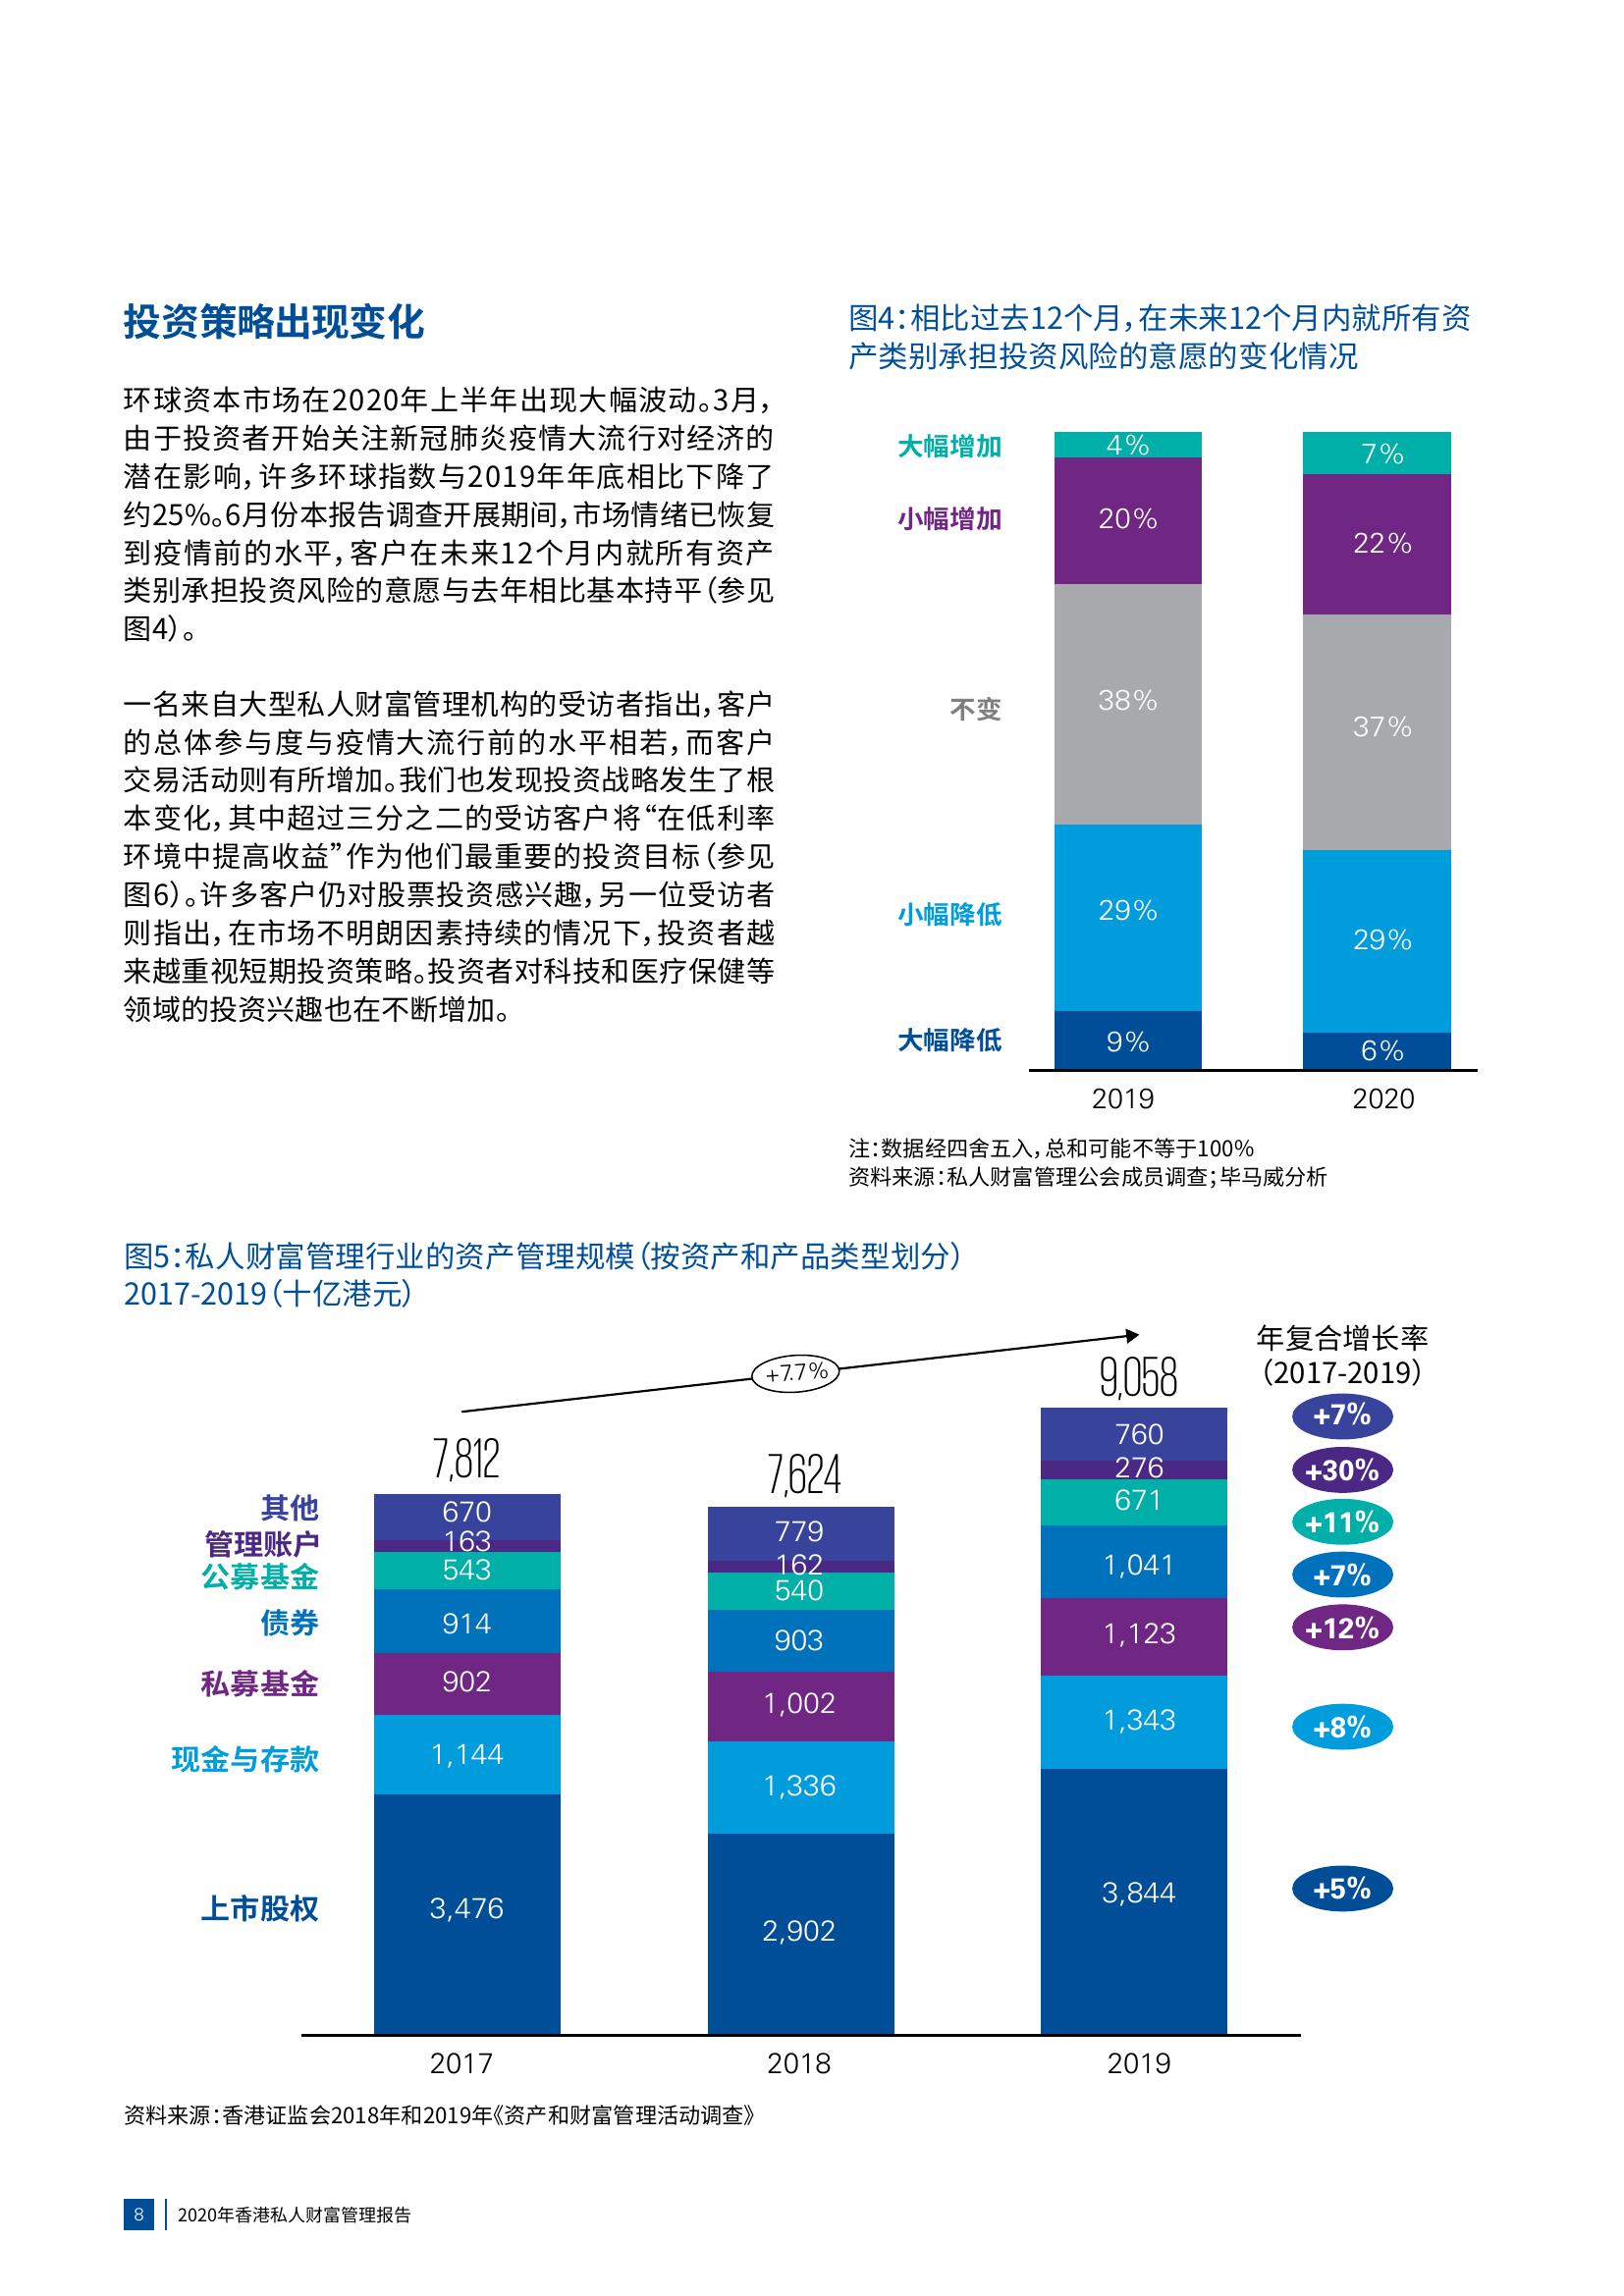 投资策略出现变化
环球资本市场在2020年上半年出现大幅波动。3月，
由于投资者开始关注新冠肺炎疫情大流行对经济的
潜在影响，许多环球指数与2019年年底相比下降了
约25%。6月份本报告调查开展期间，市场情绪已恢复
到疫情前的水平，客户在未来12个月内就所有资产
类别承担投资风险的意愿与去年相比基本持平（参见
图4）。
一名来自大型私人财富管理机构的受访者指出，客户
的总体参与度与疫情大流行前的水平相若，而客户
交易活动则有所增加。我们也发现投资战略发生了根
本变化，其中超过三分之二的受访客户将“在低利率
环境中提高收益”作为他们最重要的投资目标（参见
图6）。许多客户仍对股票投资感兴趣，另一位受访者
则指出，在市场不明朗因素持续的情况下，投资者越
来越重视短期投资策略。投资者对科技和医疗保健等
领域的投资兴趣也在不断增加。
图4：相比过去12个月，在未来12个月内就所有资
产类别承担投资风险的意愿的变化情况
大幅增加 4% 7%
小幅增加 20% 22%
不变 38% 37%
小幅降低 29% 29%
大幅降低 9% 6%
2019 2020
注：数据经四舍五入，总和可能不等于100%
资料来源：私人财富管理公会成员调查；毕马威分析
图5：私人财富管理行业的资产管理规模（按资产和产品类型划分）
2017-2019（十亿港元）
年复合增长率
（2017-2019）
+7.7%
7,812 7,624 9,058
其他 670 779 760 +7%
管理账户 163 162 276 +30%
公募基金 543 540 671 +11%
债券 914 903 1,041 +7%
私募基金 902 1,002 1,123 +12%
现金与存款 1,144 1,336 1,343 +8%
上市股权 3,476 2,902 3,844 +5%
2017 2018 2019
资料来源：香港证监会2018年和2019年《资产和财富管理活动调查》
8 2020年香港私人财富管理报告